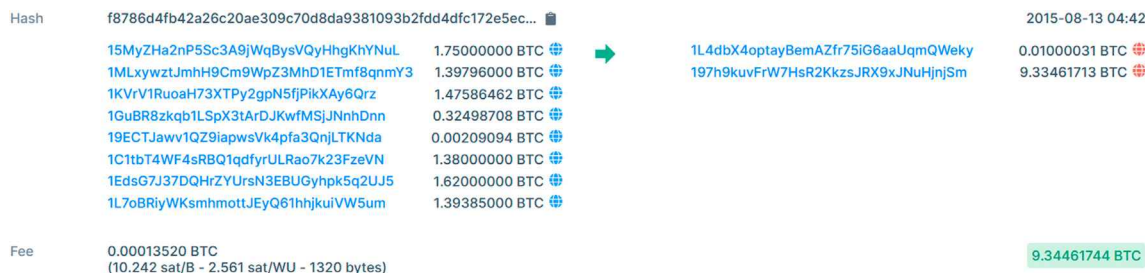 Hash f8786d4fb42a26c20ae309c70d8da9381093b2fdd4dfc172e5ec... 2015-08-13 04:42
15MyZHa2nP5Sc3A9jWqBysVQyHhgKhYNuL 1.75000000 BTC 1L4dbX4optayBemAZfr75iG6aaUqmQWeky 0.01000031 BTC
1MLxywztJmhH9Cm9WpZ3MhD1ETmf8qnmY3 1.39796000 BTC 197h9kuvFrW7HsR2KkzsJRX9xJNuHjnjSm 9.33461713 BTC
1KVrV1RuoaH73XTPy2gpN5fjPikXAy6Qrz 1.47586462 BTC
1GuBR8zkqb1LSpX3tArDJKwfMSjJNnhDnn 0.32498708 BTC
19ECTJawv1QZ9iapwsVk4pfa3QnjLTKNda 0.00209094 BTC
1C1tbT4WF4sRBQ1qdfyrULRao7k23FzeVN 1.38000000 BTC
1EdsG7J37DQHrZYUrsN3EBUGyhpk5q2UJ5 1.62000000 BTC
1L7oBRiyWKsmhmottJEyQ61hhjkuiVW5um 1.39385000 BTC
Fee 0.00013520 BTC 9.34461744 BTC
(10.242 sat/B - 2.561 sat/WU - 1320 bytes)